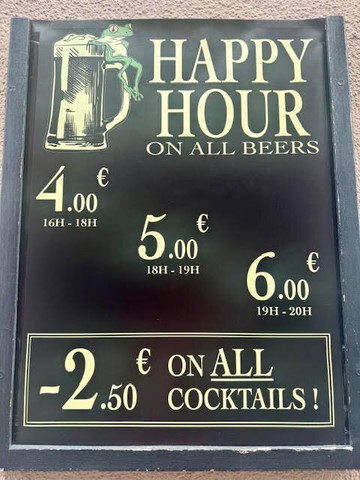 HAPPY
HOUR
ON ALL BEERS
4.00 €
16H - 18H
5.00 €
18H - 19H
6.00 €
19H - 20H
-2.50 € ON ALL
COCKTAILS !